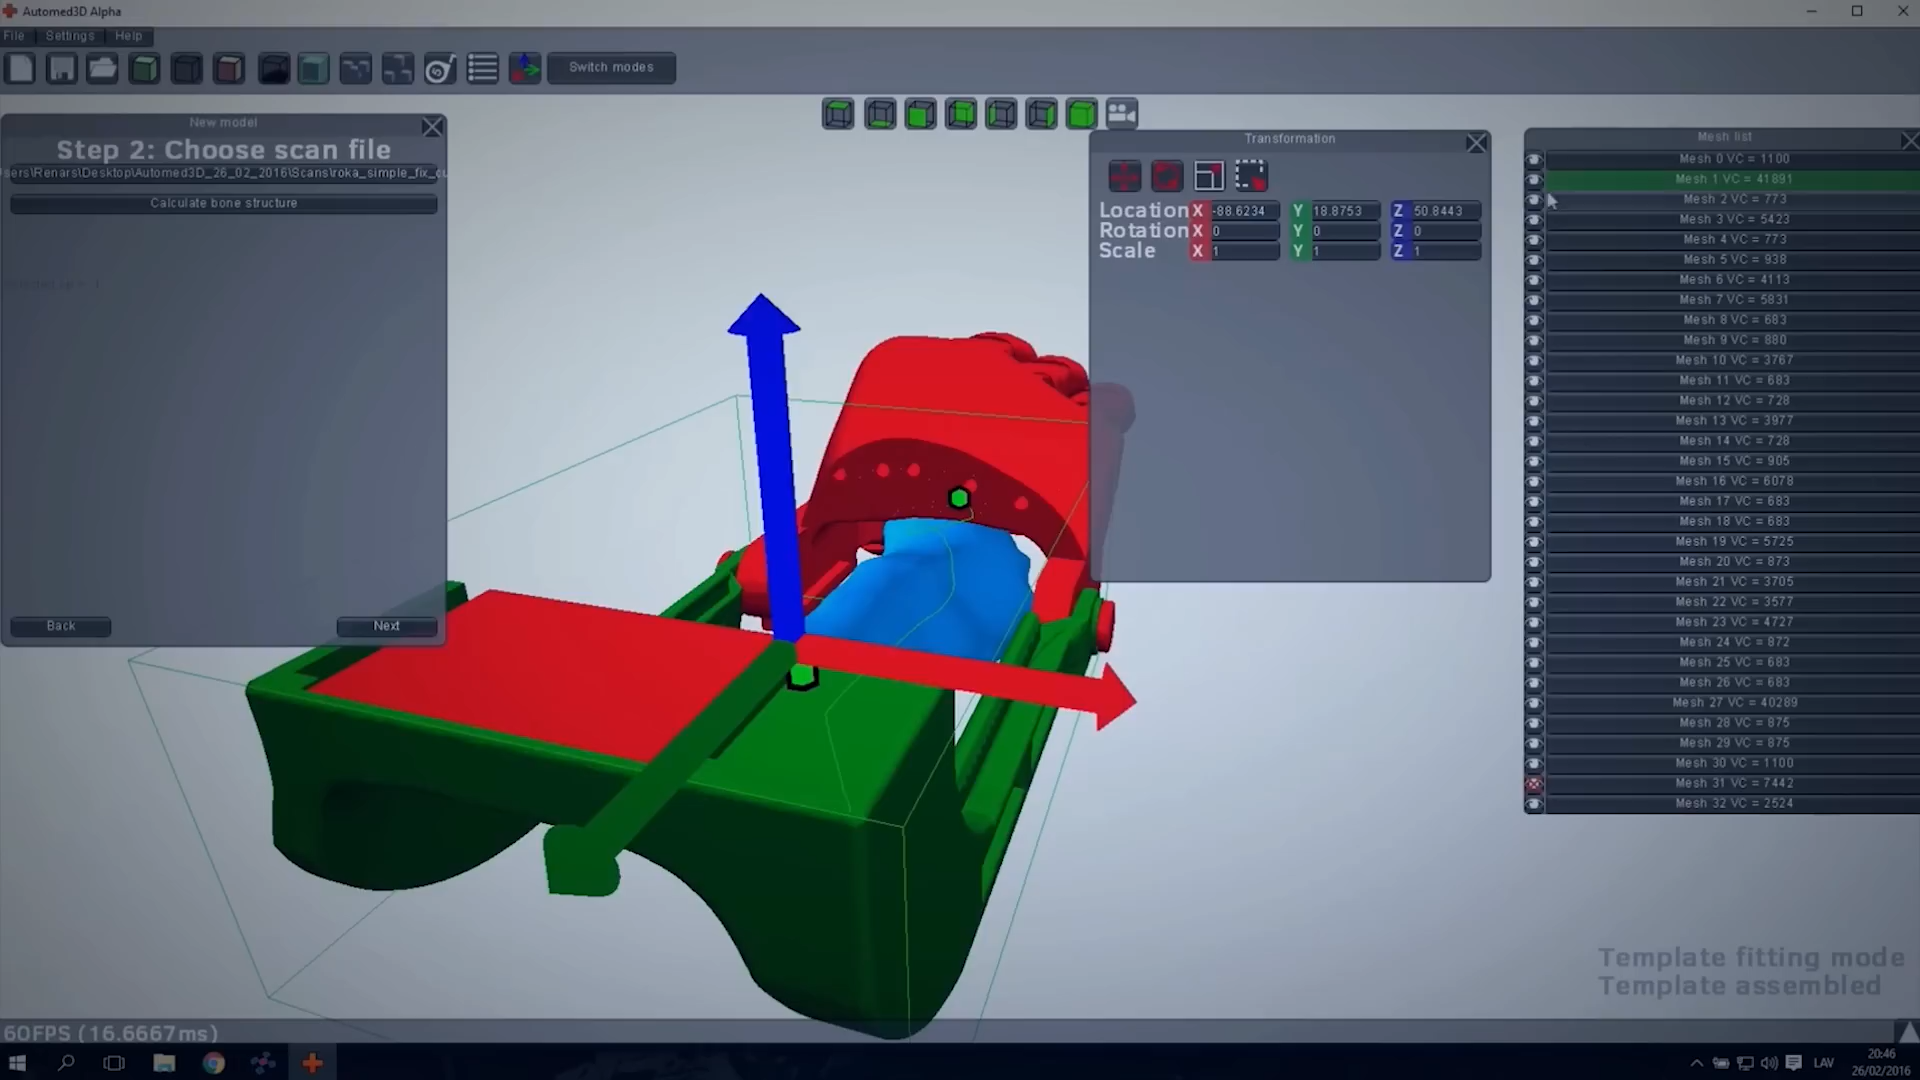 Automed3D Alpha
File Settings Help
Switch modes
New model
Step 2: Choose scan file
sers\Renars\Desktop\Automed3D_26_02_2016\Scans\roka_simple_fix_cu
Calculate bone structure
Back Next
Transformation
Location X -88.6234 Y 18.8753 Z 50.8443
Rotation X 0 Y 0 Z 0
Scale X 1 Y 1 Z 1
Mesh list
Mesh 0 VC = 1100
Mesh 1 VC = 41891
Mesh 2 VC = 773
Mesh 3 VC = 5423
Mesh 4 VC = 773
Mesh 5 VC = 938
Mesh 6 VC = 4113
Mesh 7 VC = 5831
Mesh 8 VC = 683
Mesh 9 VC = 880
Mesh 10 VC = 3767
Mesh 11 VC = 683
Mesh 12 VC = 728
Mesh 13 VC = 3977
Mesh 14 VC = 728
Mesh 15 VC = 905
Mesh 16 VC = 6078
Mesh 17 VC = 683
Mesh 18 VC = 683
Mesh 19 VC = 5725
Mesh 20 VC = 873
Mesh 21 VC = 3705
Mesh 22 VC = 3577
Mesh 23 VC = 4727
Mesh 24 VC = 872
Mesh 25 VC = 683
Mesh 26 VC = 683
Mesh 27 VC = 40289
Mesh 28 VC = 875
Mesh 29 VC = 875
Mesh 30 VC = 1100
Mesh 31 VC = 7442
Mesh 32 VC = 2524
Template fitting mode
Template assembled
60FPS (16.6667ms)
LAV
20:46
26/02/2016